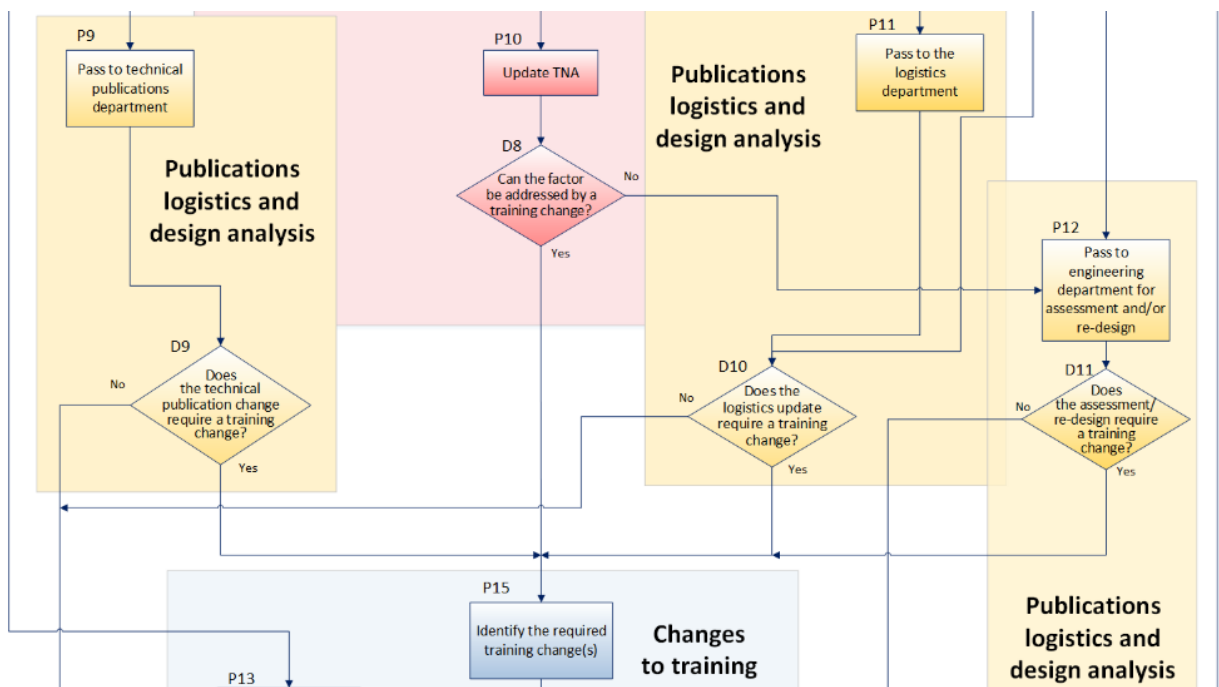 P9
Pass to technical
publications
department
Publications
logistics and
design analysis
D9
Does
the technical
publication change
require a training
change?
No
Yes
P10
Update TNA
D8
Can the factor
be addressed by a
training change?
No
Yes
Publications
logistics and
design analysis
P11
Pass to the
logistics
department
D10
Does the
logistics update
require a training
change?
No
Yes
P12
Pass to
engineering
department for
assessment and/or
re-design
D11
Does
the assessment/
re-design require
a training
change?
No
Yes
Publications
logistics and
design analysis
P15
Identify the required
training change(s)
Changes
to training
P13